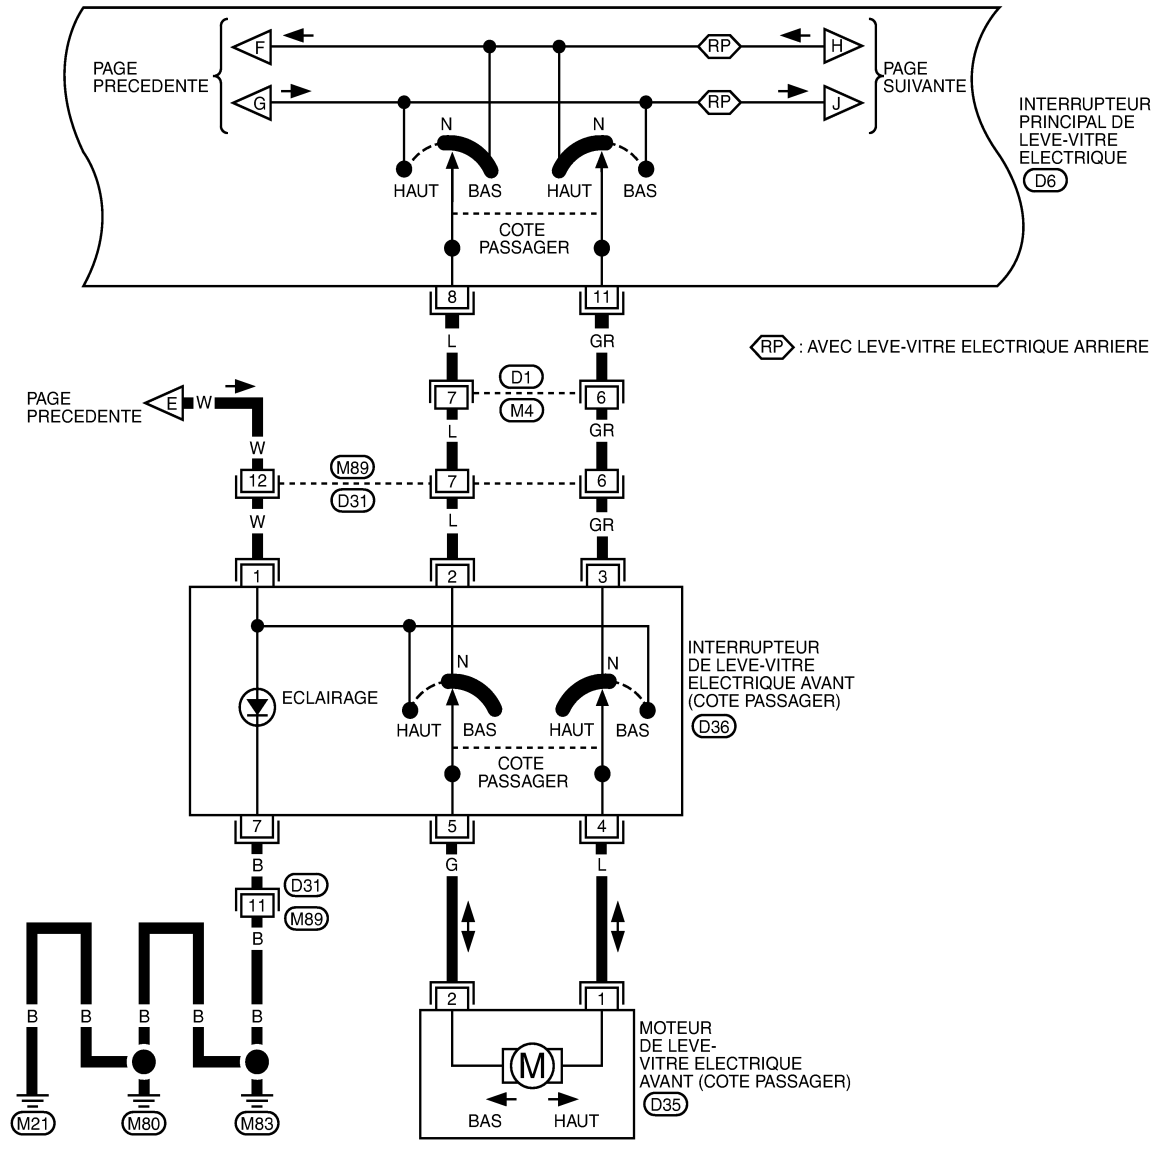 PAGE
PRECEDENTE
F
G
RP
RP
H
J
PAGE
SUIVANTE
N
N
HAUT
BAS
HAUT
BAS
COTE
PASSAGER
INTERRUPTEUR
PRINCIPAL DE
LEVE-VITRE
ELECTRIQUE
D6
8
11
L
GR
RP : AVEC LEVE-VITRE ELECTRIQUE ARRIERE
PAGE
PRECEDENTE
E
W
7
D1
M4
6
W
L
GR
12
M89
D31
7
6
W
L
GR
1
2
3
N
N
ECLAIRAGE
HAUT
BAS
HAUT
BAS
COTE
PASSAGER
INTERRUPTEUR
DE LEVE-VITRE
ELECTRIQUE AVANT
(COTE PASSAGER)
D36
7
5
4
B
G
L
11
D31
M89
B
B
B
B
B
B
2
1
M
BAS
HAUT
MOTEUR
DE LEVE-
VITRE ELECTRIQUE
AVANT (COTE PASSAGER)
D35
M21
M80
M83